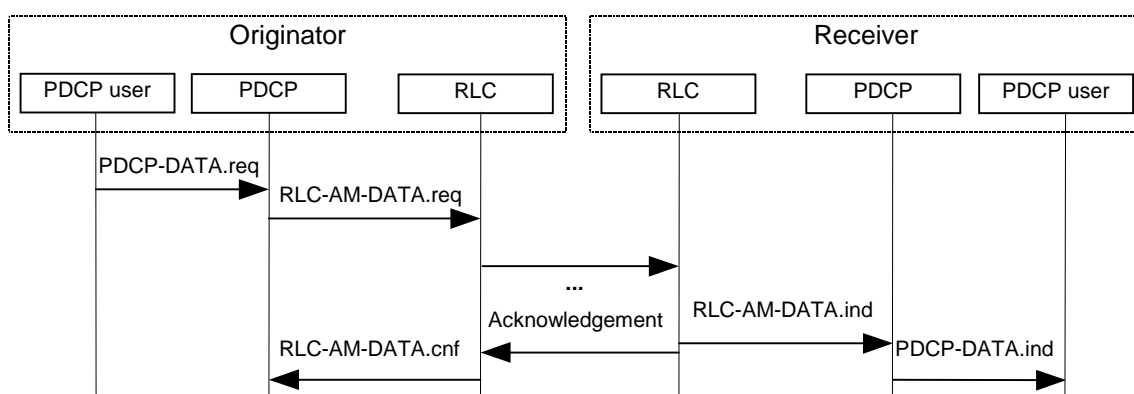 Originator
Receiver
PDCP user
PDCP
RLC
RLC
PDCP
PDCP user
PDCP-DATA.req
RLC-AM-DATA.req
...
Acknowledgement
RLC-AM-DATA.ind
RLC-AM-DATA.cnf
PDCP-DATA.ind